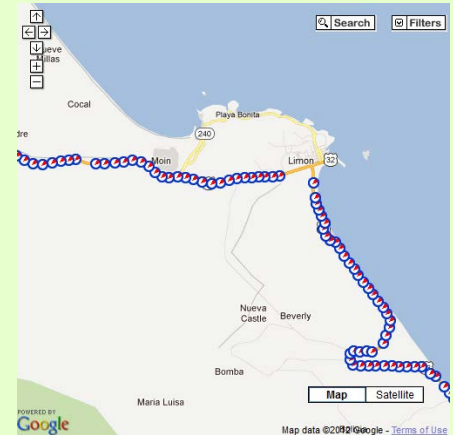 Search
Filters
Nueve
Millas
Cocal
Playa Bonita
240
Moin
Limon
32
Nueva
Castle
Beverly
Bomba
Maria Luisa
Map
Satellite
POWERED BY
Google
Map data ©2012 Google - Terms of Use